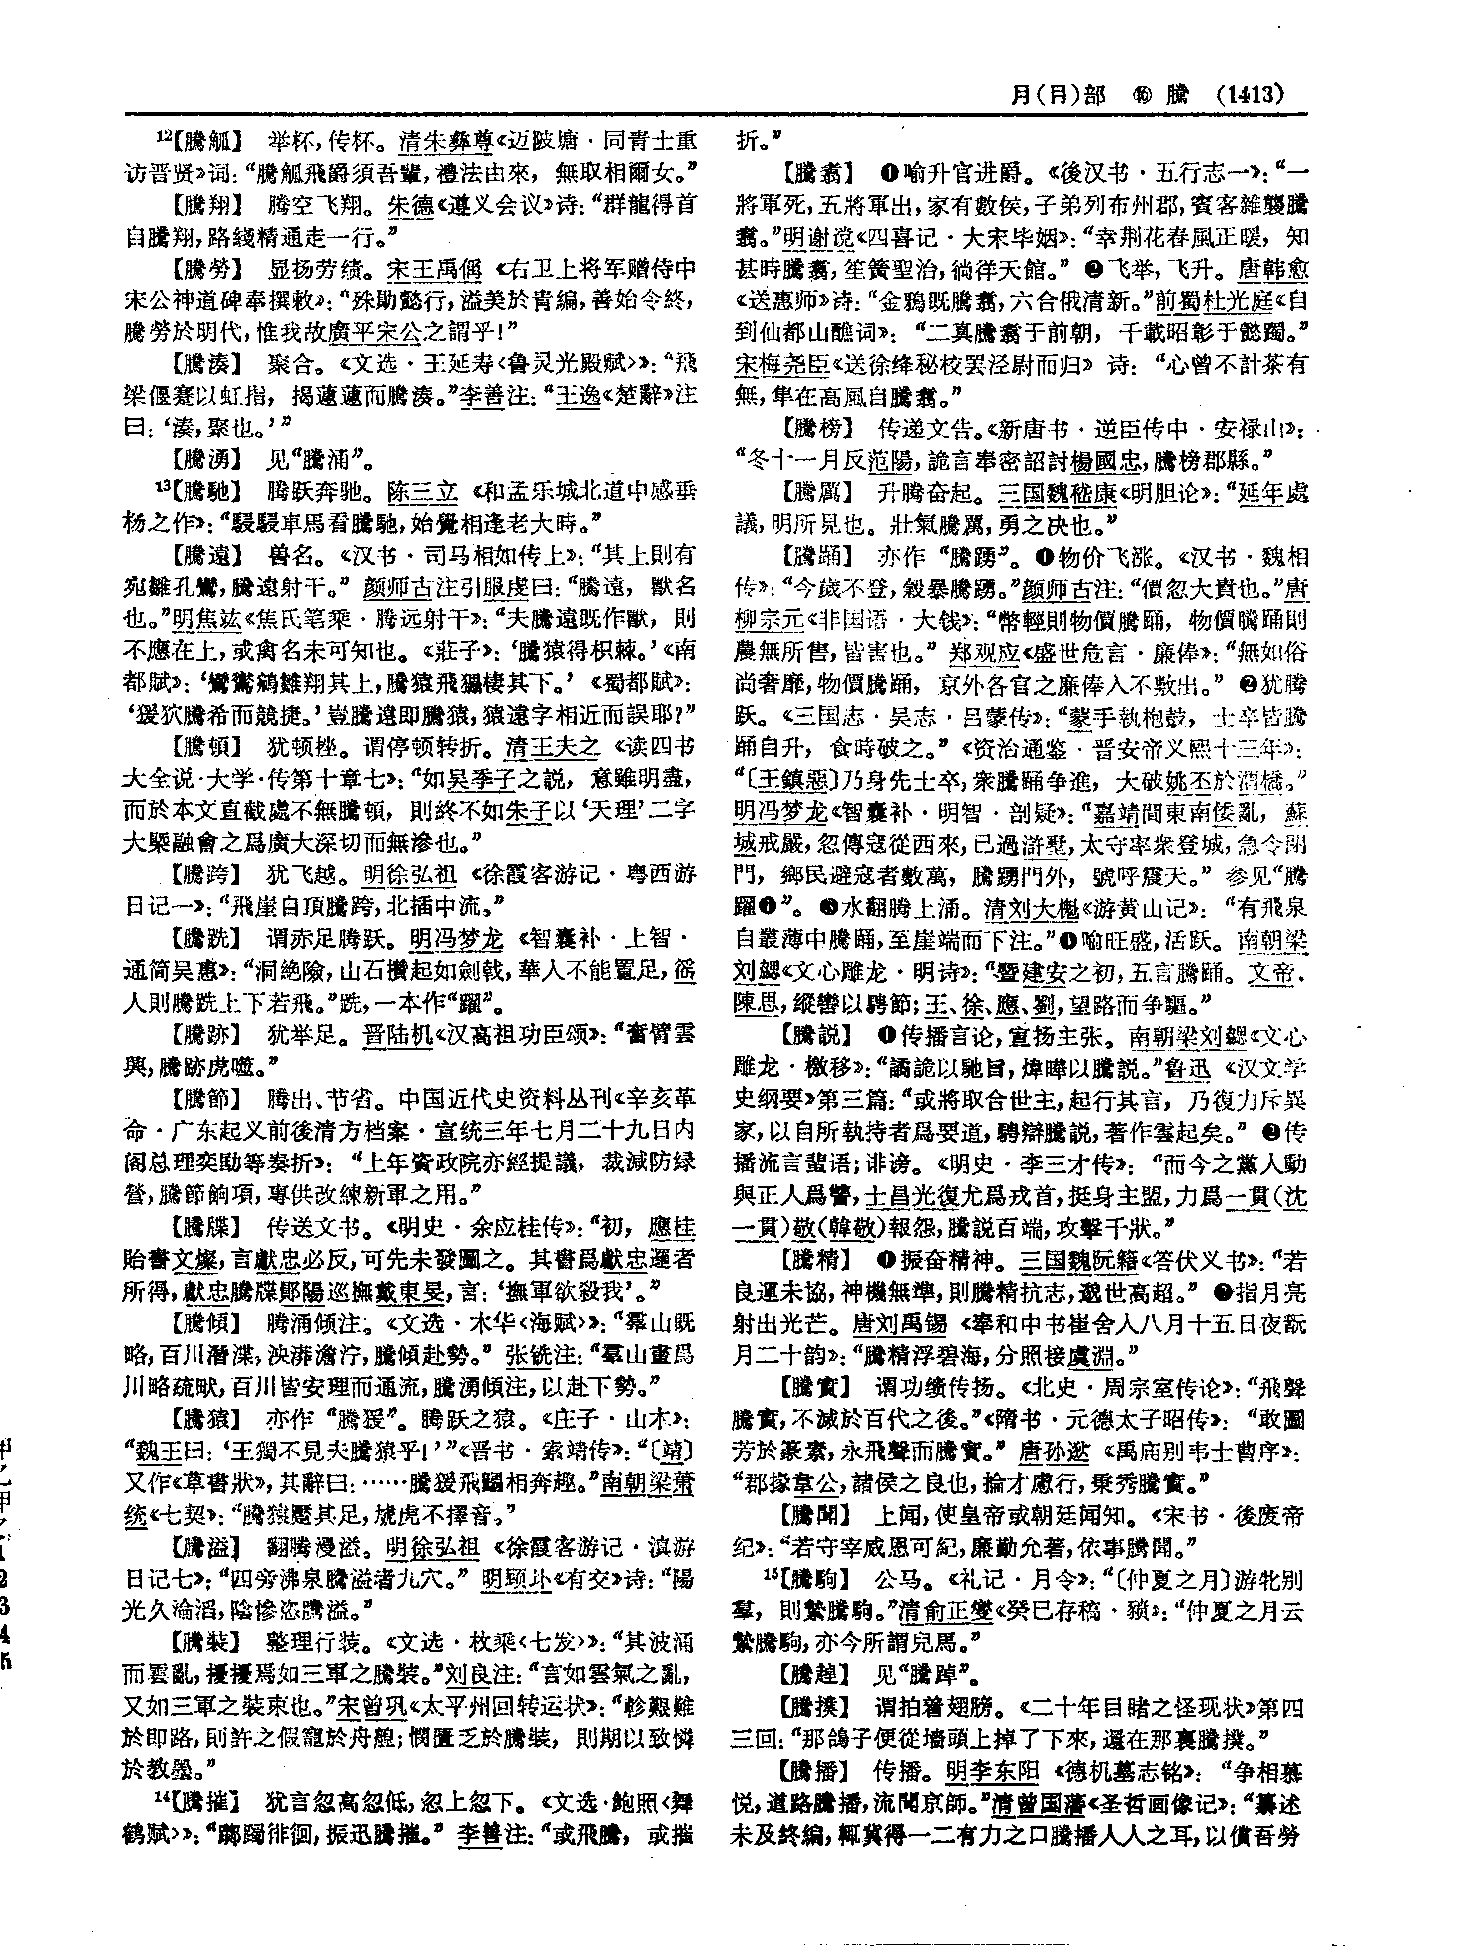 月(月)部 ⑯ 騰 (1413)
12【騰觚】 举杯,传杯。清朱彝尊《迈陂塘·同青士重
访晋贤》词:“騰觚飛爵須吾輩,禮法由來,無取相爾女。”
【騰翔】 腾空飞翔。朱德《遵义会议》诗:“群龍得首
自騰翔,路綫精通走一行。”
【騰勞】 显扬劳绩。宋王禹偁《右卫上将军赠侍中
宋公神道碑奉撰敕》:“殊勛懿行,溢美於青編,善始令終,
騰勞於明代,惟我故廣平宋公之謂乎!”
【騰湊】 聚合。《文选·王延寿〈鲁灵光殿赋〉》:“飛
梁偃蹇以虹指,揭蘧蘧而騰湊。”李善注:“王逸《楚辭》注
曰:‘湊,聚也。’”
【騰湧】 见“騰涌”。
13【騰馳】 腾跃奔驰。陈三立《和孟乐城北道中感垂
杨之作》:“駸駸車馬看騰馳,始覺相逢老大時。”
【騰遠】 兽名。《汉书·司马相如传上》:“其上則有
宛雛孔鸞,騰遠射干。”颜师古注引服虔曰:“騰遠,獸名
也。”明焦竑《焦氏笔乘·腾远射干》:“夫騰遠既作獸,則
不應在上,或禽名未可知也。《莊子》:‘騰猿得枳棘。’《南
都賦》:‘鸞鷟鵷雛翔其上,騰猿飛猵棲其下。’《蜀都賦》:
‘猨狖騰希而競捷。’豈騰遠即騰猿,猿遠字相近而誤耶?”
【騰頓】 犹顿挫。谓停顿转折。清王夫之《读四书
大全说·大学·传第十章七》:“如吴季子之説,意雖明盡,
而於本文直截處不無騰頓,則終不如朱子以‘天理’二字
大槩融會之爲廣大深切而無滲也。”
【騰跨】 犹飞越。明徐弘祖《徐霞客游记·粤西游
日记一》:“飛崖自頂騰跨,北插中流。”
【騰跣】 谓赤足腾跃。明冯梦龙《智囊补·上智·
通简吴惠》:“洞絶險,山石攢起如劍戟,華人不能置足,猺
人則騰跣上下若飛。”跣,一本作“躍”。
【騰跡】 犹举足。晋陆机《汉高祖功臣颂》:“奮臂雲
興,騰跡虎噬。”
【騰節】 腾出、节省。中国近代史资料丛刊《辛亥革
命·广东起义前後清方档案·宣统三年七月二十九日内
阁总理奕劻等奏折》:“上年資政院亦經提議,裁減防緑
營,騰節餉項,專供改練新軍之用。”
【騰牒】 传送文书。《明史·余应桂传》:“初,應桂
貽書文燦,言獻忠必反,可先未發圖之。其書爲獻忠邏者
所得,獻忠騰牒鄖陽巡撫戴東旻,言:‘撫軍欲殺我’。”
【騰傾】 腾涌倾注。《文选·木华〈海赋〉》:“羣山既
略,百川潛渫,泱漭澹泞,騰傾赴勢。”张铣注:“羣山畫爲
川略疏畎,百川皆安理而通流,騰湧傾注,以赴下勢。”
【騰猿】 亦作“騰猨”。腾跃之猿。《庄子·山木》:
“魏王曰:‘王獨不見夫騰猿乎!’”《晋书·索靖传》:“〔靖〕
又作《草書狀》,其辭曰:……騰猨飛鼺相奔趣。”南朝梁萧
统《七契》:“騰猿蹔其足,虓虎不擇音。”
【騰溢】 翻腾漫溢。明徐弘祖《徐霞客游记·滇游
日记七》:“四旁沸泉騰溢者九穴。”明顾圤《有交》诗:“陽
光久淪滔,陰慘恣騰溢。”
【騰裝】 整理行装。《文选·枚乘〈七发〉》:“其波涌
而雲亂,擾擾焉如三軍之騰裝。”刘良注:“言如雲氣之亂,
又如三軍之裝束也。”宋曾巩《太平州回转运状》:“軫艱難
於即路,則許之假寵於舟艎;憫匱乏於騰裝,則期以致憐
於教墨。”
14【騰摧】 犹言忽高忽低,忽上忽下。《文选·鲍照〈舞
鹤赋〉》:“躑躅徘徊,振迅騰摧。”李善注:“或飛騰,或摧
折。”
【騰翥】 ❶喻升官进爵。《後汉书·五行志一》:“一
將軍死,五將軍出,家有數侯,子弟列布州郡,賓客雜襲騰
翥。”明谢谠《四喜记·大宋毕姻》:“幸荆花春風正暖,知
甚時騰翥,笙簧聖治,徜徉天館。”❷飞举,飞升。唐韩愈
《送惠师》诗:“金鴉既騰翥,六合俄清新。”前蜀杜光庭《自
到仙都山醮词》:“二真騰翥于前朝,千載昭彰于懿躅。”
宋梅尧臣《送徐绛秘校罢泾尉而归》诗:“心曾不計茶有
無,隼在高風自騰翥。”
【騰榜】 传递文告。《新唐书·逆臣传中·安禄山》:
“冬十一月反范陽,詭言奉密詔討楊國忠,騰榜郡縣。”
【騰厲】 升腾奋起。三国魏嵇康《明胆论》:“延年處
議,明所見也。壯氣騰厲,勇之决也。”
【騰踊】 亦作“騰踴”。❶物价飞涨。《汉书·魏相
传》:“今歲不登,穀暴騰踴。”颜师古注:“價忽大貴也。”唐
柳宗元《非国语·大钱》:“幣輕則物價騰踊,物價騰踊則
農無所售,皆害也。”郑观应《盛世危言·廉俸》:“無如俗
尚奢靡,物價騰踊,京外各官之廉俸入不敷出。”❷犹腾
跃。《三国志·吴志·吕蒙传》:“蒙手執枹鼓,士卒皆騰
踊自升,食時破之。”《资治通鉴·晋安帝义熙十三年》:
“〔王鎮惡〕乃身先士卒,衆騰踊争進,大破姚丕於渭橋。”
明冯梦龙《智囊补·明智·剖疑》:“嘉靖間東南倭亂,蘇
城戒嚴,忽傳寇從西來,已過滸墅,太守率衆登城,急令閉
門,鄉民避寇者數萬,騰踴門外,號呼震天。”参见“騰
躍❶”。❸水翻腾上涌。清刘大櫆《游黄山记》:“有飛泉
自叢薄中騰踊,至崖端而下注。”❹喻旺盛,活跃。南朝梁
刘勰《文心雕龙·明诗》:“暨建安之初,五言騰踊。文帝、
陳思,縱轡以騁節;王、徐、應、劉,望路而争驅。”
【騰説】 ❶传播言论,宣扬主张。南朝梁刘勰《文心
雕龙·檄移》:“譎詭以馳旨,煒曄以騰説。”鲁迅《汉文学
史纲要》第三篇:“或將取合世主,起行其言,乃復力斥異
家,以自所執持者爲要道,騁辯騰説,著作雲起矣。”❷传
播流言蜚语;诽谤。《明史·李三才传》:“而今之黨人動
與正人爲讐,士昌光復尤爲戎首,挺身主盟,力爲一貫(沈
一貫)敬(韓敬)報怨,騰説百端,攻擊千狀。”
【騰精】 ❶振奋精神。三国魏阮籍《答伏义书》:“若
良運未協,神機無準,則騰精抗志,邈世高超。”❷指月亮
射出光芒。唐刘禹锡《奉和中书崔舍人八月十五日夜翫
月二十韵》:“騰精浮碧海,分照接虞淵。”
【騰實】 谓功绩传扬。《北史·周宗室传论》:“飛聲
騰實,不滅於百代之後。”《隋书·元德太子昭传》:“敢圖
芳於篆素,永飛聲而騰實。”唐孙逖《禹庙别韦士曹序》:
“郡掾韋公,諸侯之良也,掄才慮行,秉秀騰實。”
【騰聞】 上闻,使皇帝或朝廷闻知。《宋书·後废帝
纪》:“若守宰威恩可紀,廉勤允著,依事騰聞。”
15【騰駒】 公马。《礼记·月令》:“〔仲夏之月〕游牝别
羣,則縶騰駒。”清俞正燮《癸巳存稿·豮》:“仲夏之月云
縶騰駒,亦今所謂兒馬。”
【騰趠】 见“騰踔”。
【騰撲】 谓拍着翅膀。《二十年目睹之怪现状》第四
三回:“那鴿子便從墻頭上掉了下來,還在那裏騰撲。”
【騰播】 传播。明李东阳《德机墓志铭》:“争相慕
悦,道路騰播,流聞京師。”清曾国藩《圣哲画像记》:“纂述
未及終編,輒冀得一二有力之口騰播人人之耳,以償吾勞